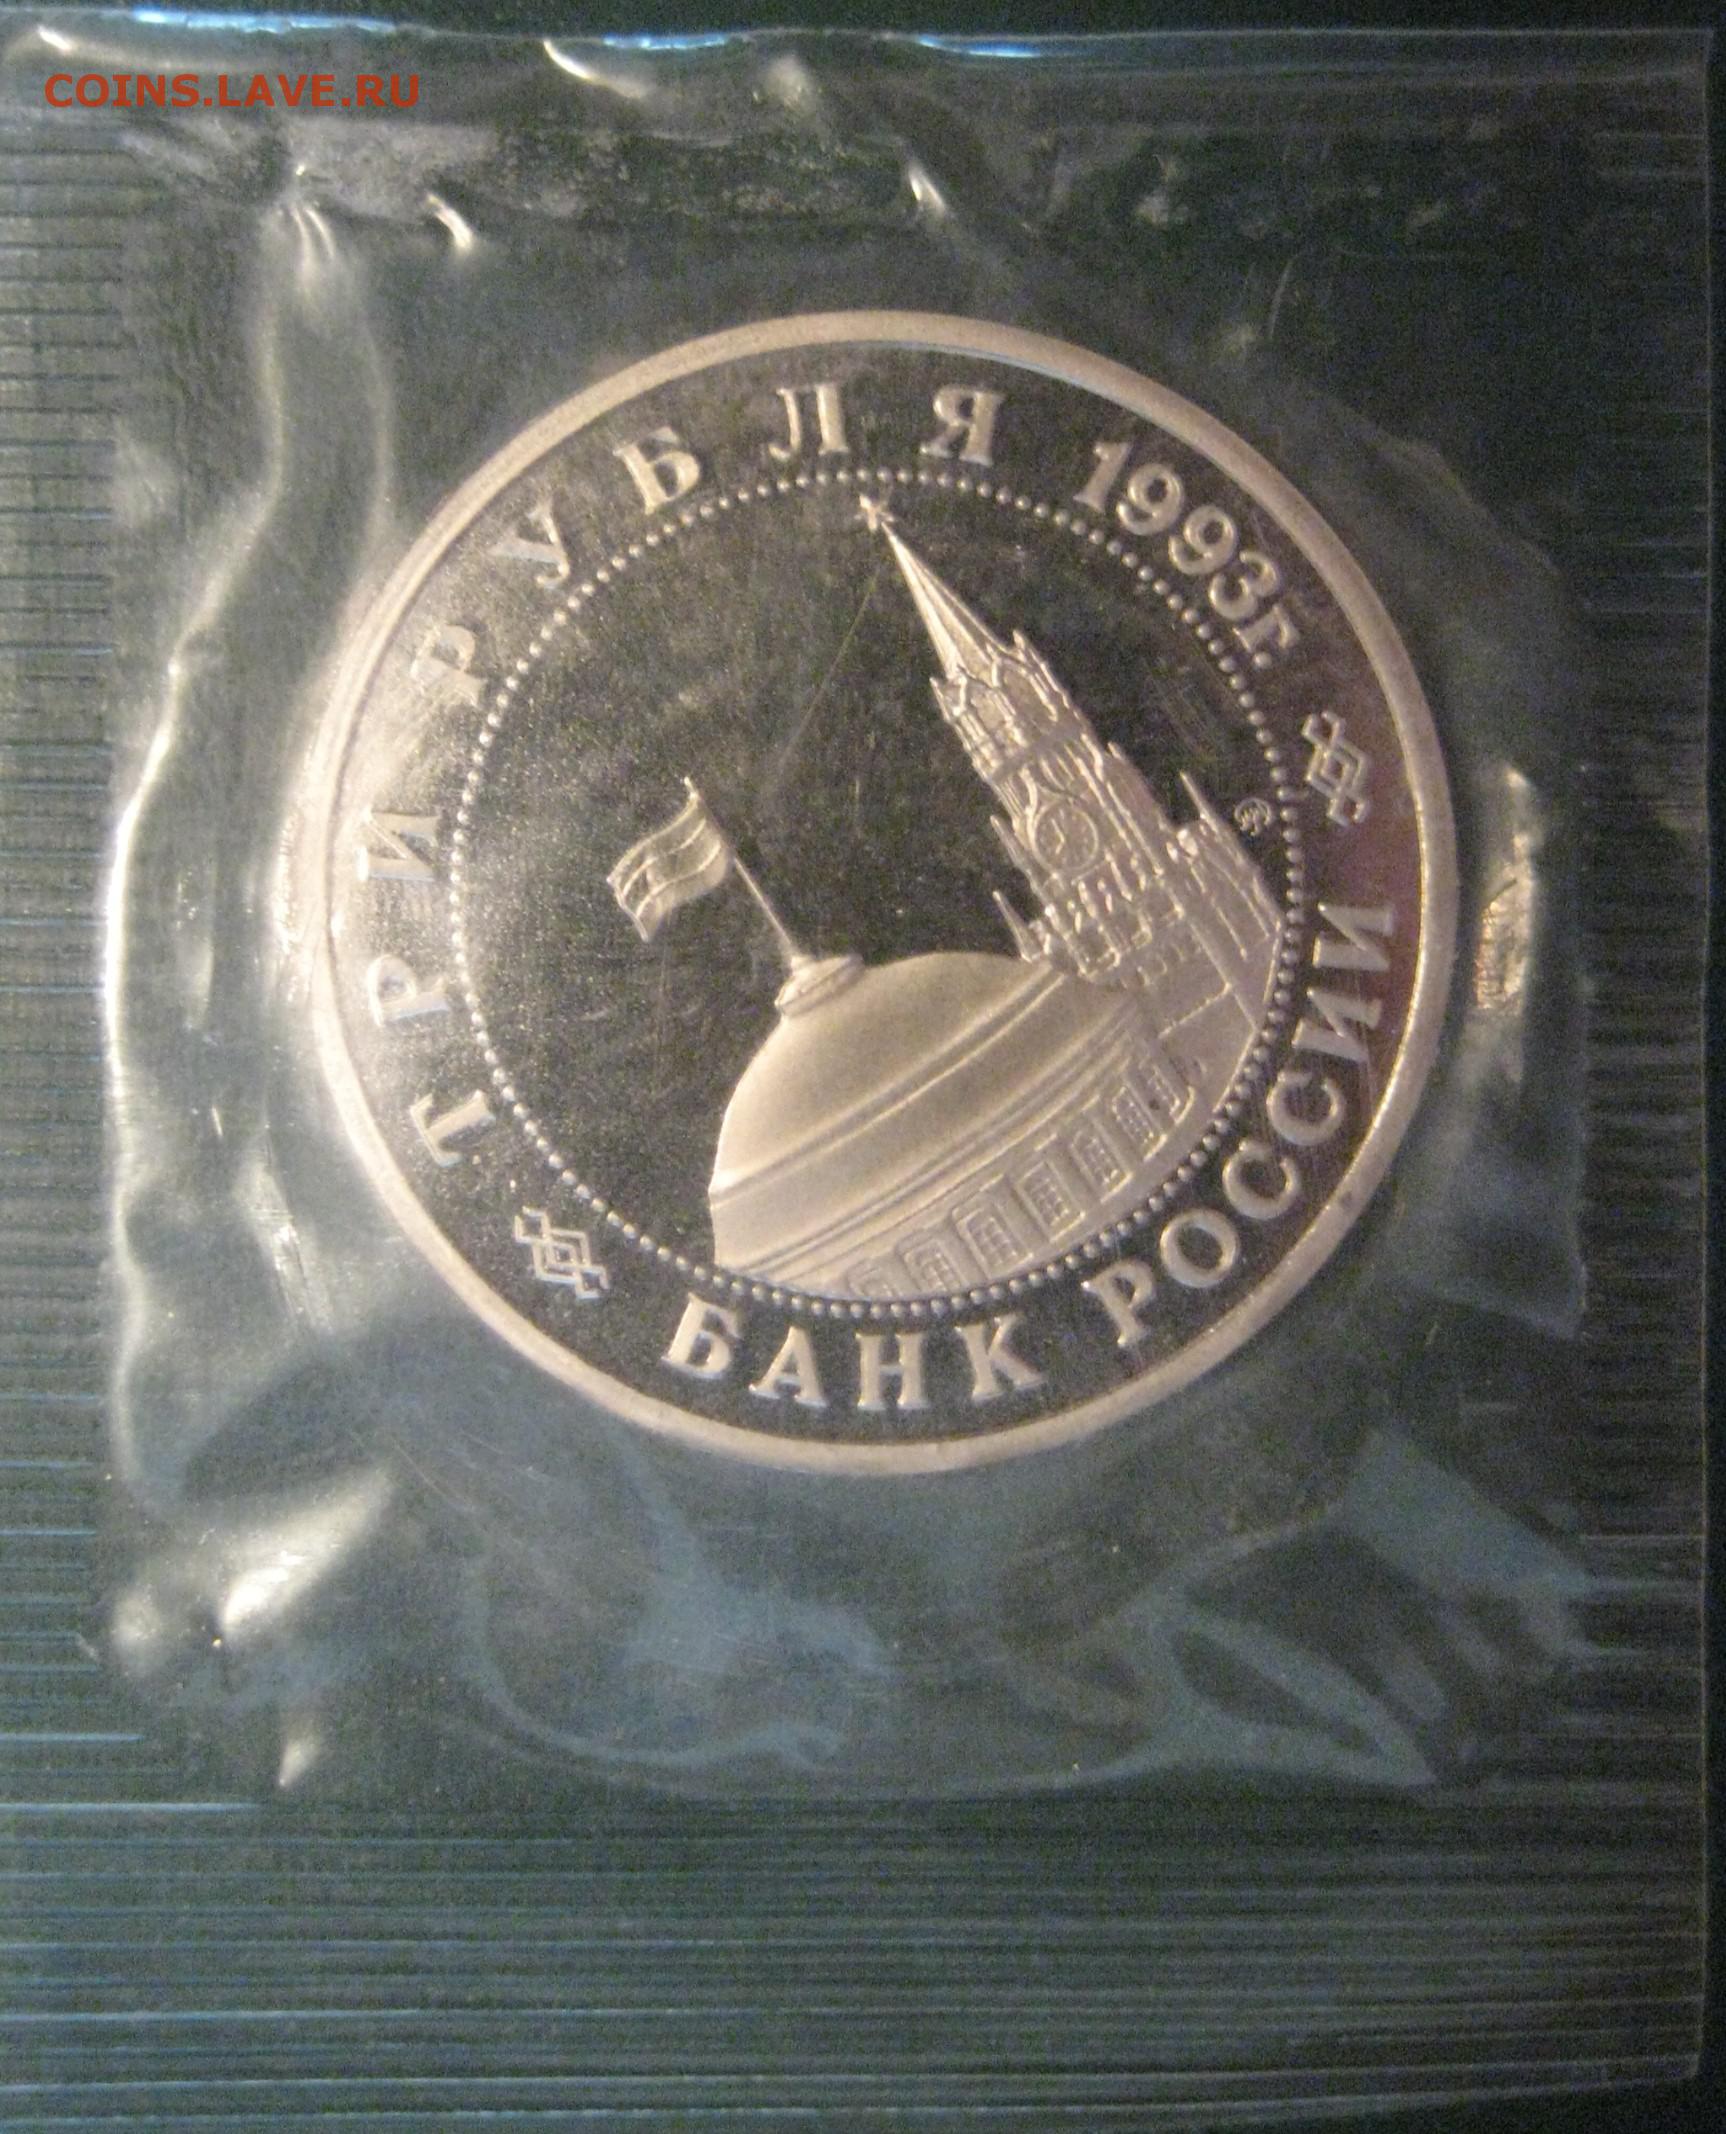 COINS.LAVE.RU
ТРИ РУБЛЯ 1993г.
БАНК РОССИИ